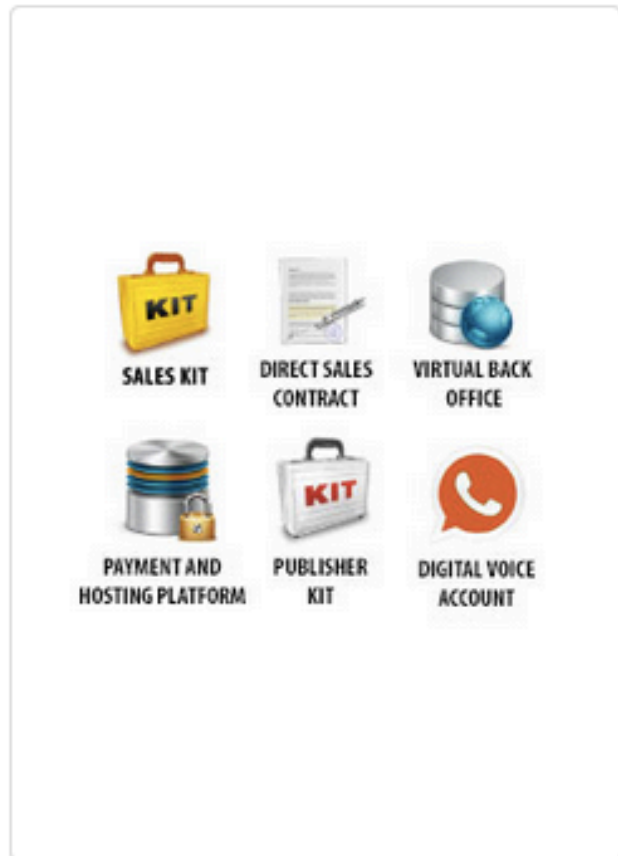 KIT
SALES KIT
DIRECT SALES
CONTRACT
VIRTUAL BACK
OFFICE
PAYMENT AND
HOSTING PLATFORM
KIT
PUBLISHER
KIT
DIGITAL VOICE
ACCOUNT